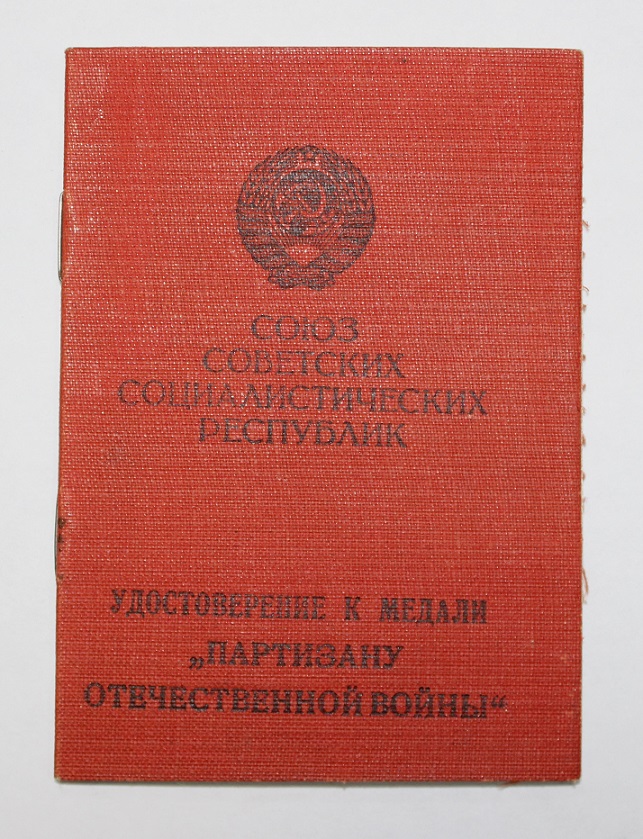 СОЮЗ
СОВЕТСКИХ
СОЦИАЛИСТИЧЕСКИХ
РЕСПУБЛИК
УДОСТОВЕРЕНИЕ К МЕДАЛИ
„ПАРТИЗАНУ
ОТЕЧЕСТВЕННОЙ ВОЙНЫ“